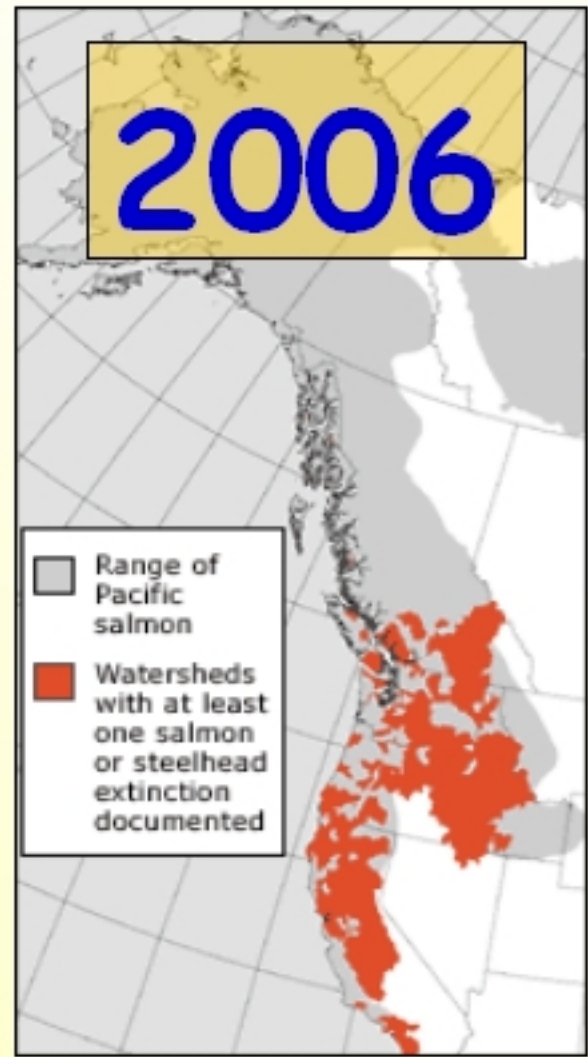 2006
Range of
Pacific
salmon
Watersheds
with at least
one salmon
or steelhead
extinction
documented